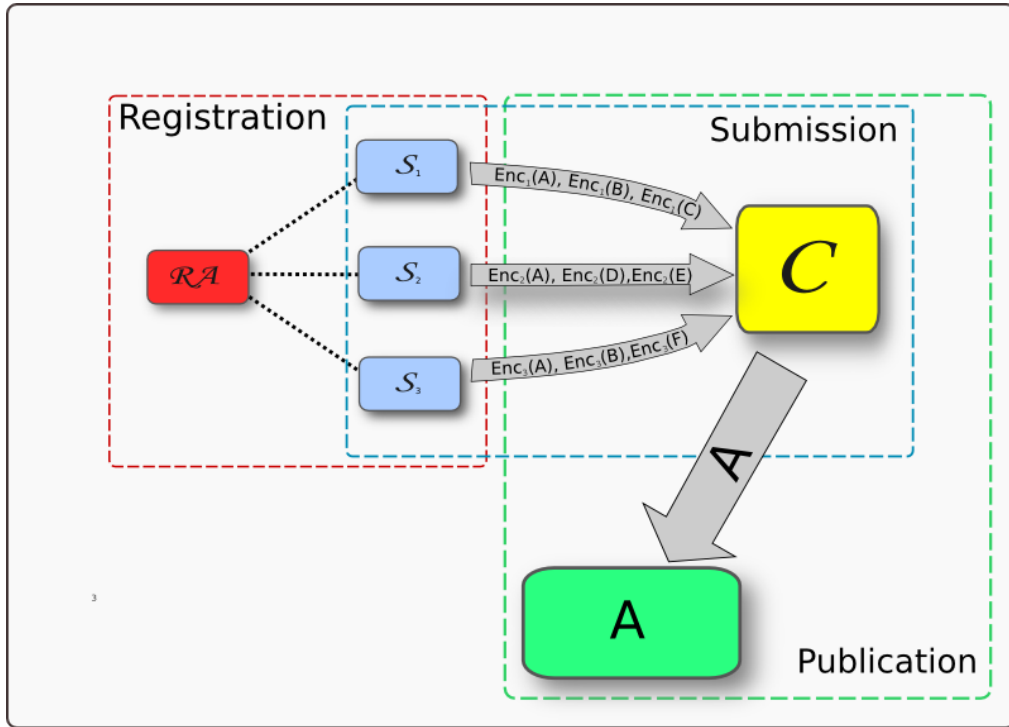 Registration
Submission
S₁
Enc₁(A), Enc₁(B), Enc₁(C)
RA
S₂
Enc₂(A), Enc₂(D),Enc₂(E)
C
S₃
Enc₃(A), Enc₃(B),Enc₃(F)
A
A
3
Publication